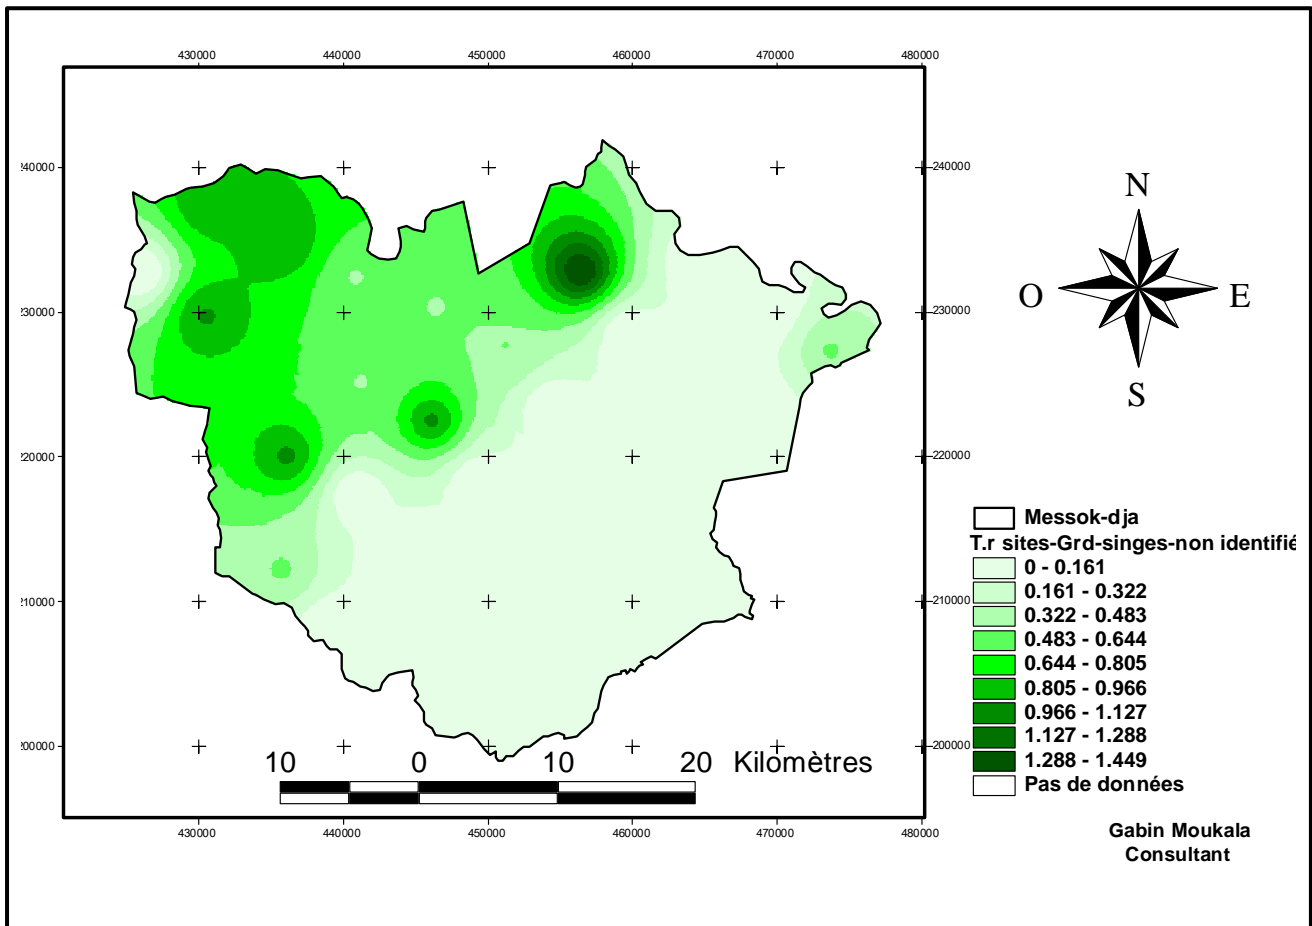 430000 440000 450000 460000 470000 480000
240000
240000
230000
230000
220000
220000
210000
210000
200000
200000
N
O E
S
Messok-dja
T.r sites-Grd-singes-non identifié
0 - 0.161
0.161 - 0.322
0.322 - 0.483
0.483 - 0.644
0.644 - 0.805
0.805 - 0.966
0.966 - 1.127
1.127 - 1.288
1.288 - 1.449
Pas de données
10 0 10 20 Kilomètres
430000 440000 450000 460000 470000 480000
Gabin Moukala
Consultant